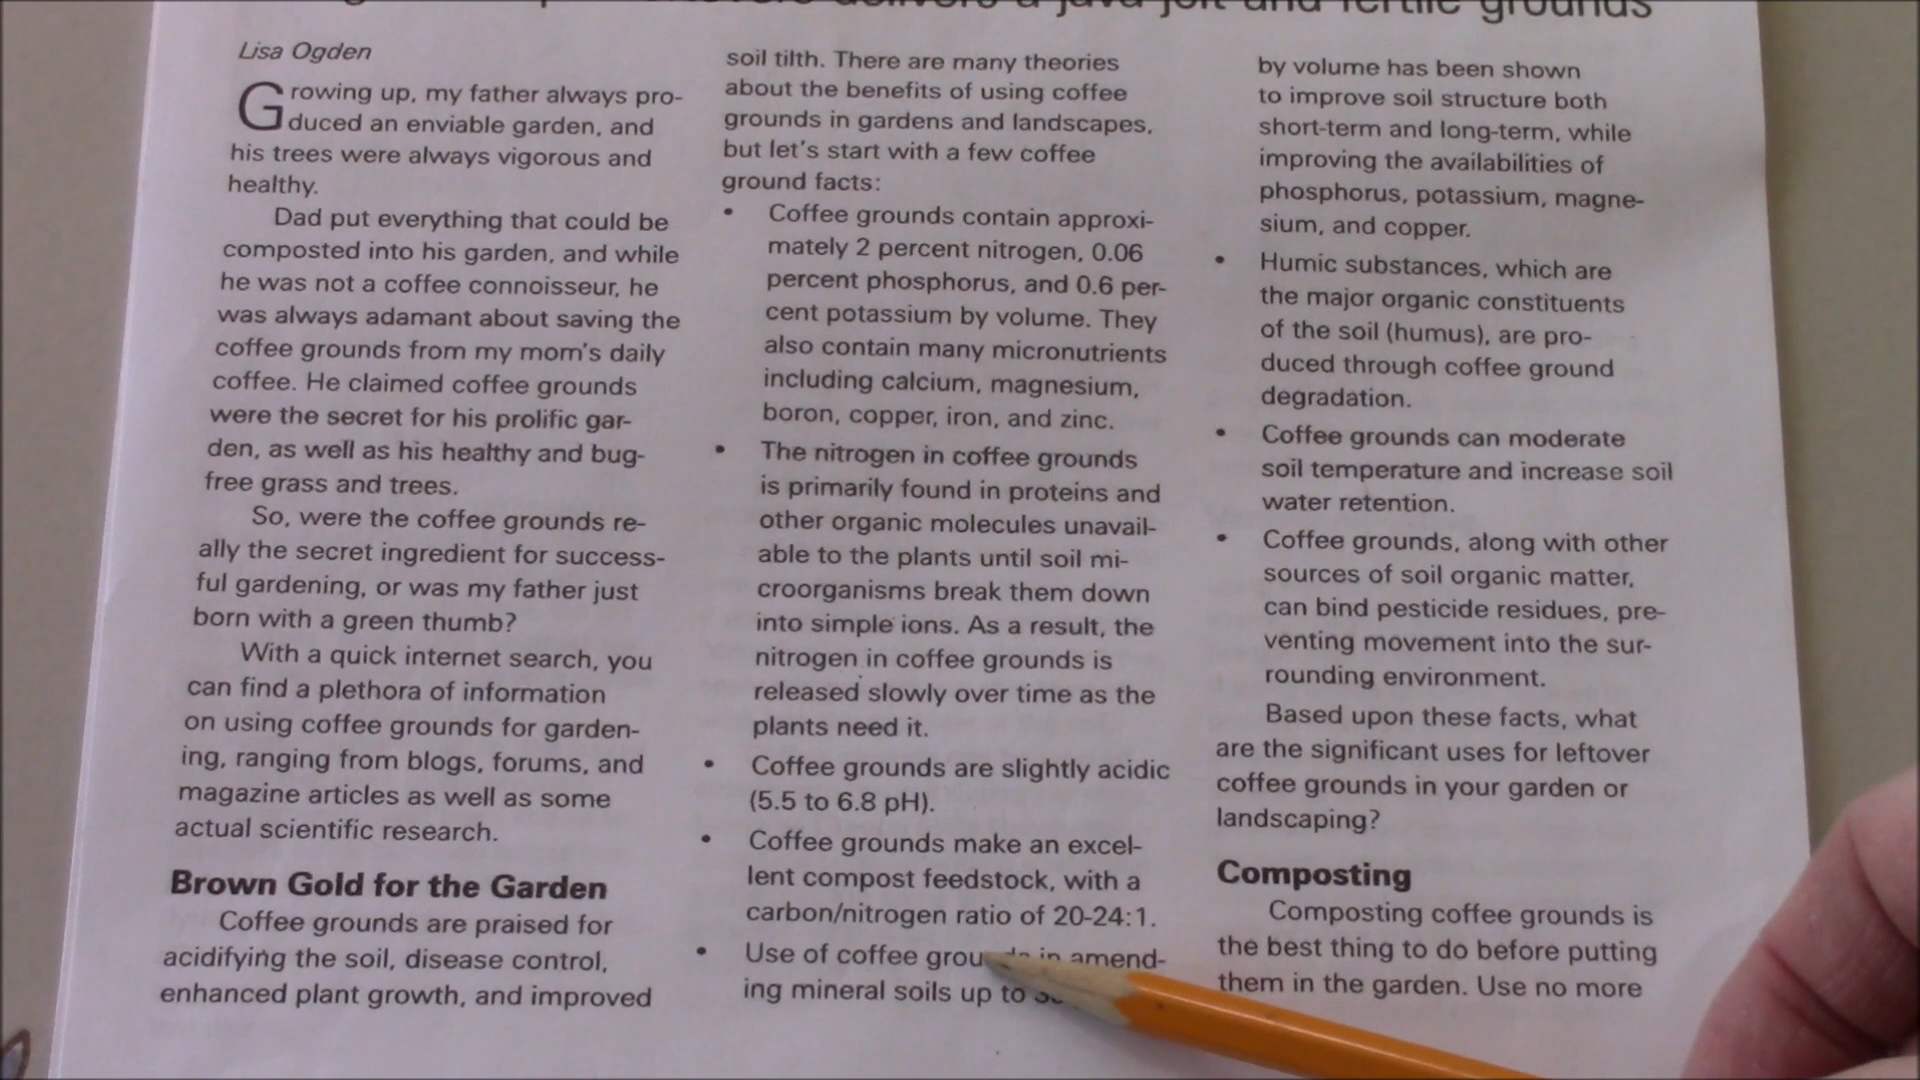 delivers a java jolt and fertile grounds
Lisa Ogden
Growing up, my father always pro-
duced an enviable garden, and
his trees were always vigorous and
healthy.
Dad put everything that could be
composted into his garden, and while
he was not a coffee connoisseur, he
was always adamant about saving the
coffee grounds from my mom's daily
coffee. He claimed coffee grounds
were the secret for his prolific gar-
den, as well as his healthy and bug-
free grass and trees.
So, were the coffee grounds re-
ally the secret ingredient for success-
ful gardening, or was my father just
born with a green thumb?
With a quick internet search, you
can find a plethora of information
on using coffee grounds for garden-
ing, ranging from blogs, forums, and
magazine articles as well as some
actual scientific research.
Brown Gold for the Garden
Coffee grounds are praised for
acidifying the soil, disease control,
enhanced plant growth, and improved
soil tilth. There are many theories
about the benefits of using coffee
grounds in gardens and landscapes,
but let's start with a few coffee
ground facts:
• Coffee grounds contain approxi-
mately 2 percent nitrogen, 0.06
percent phosphorus, and 0.6 per-
cent potassium by volume. They
also contain many micronutrients
including calcium, magnesium,
boron, copper, iron, and zinc.
• The nitrogen in coffee grounds
is primarily found in proteins and
other organic molecules unavail-
able to the plants until soil mi-
croorganisms break them down
into simple ions. As a result, the
nitrogen in coffee grounds is
released slowly over time as the
plants need it.
• Coffee grounds are slightly acidic
(5.5 to 6.8 pH).
• Coffee grounds make an excel-
lent compost feedstock, with a
carbon/nitrogen ratio of 20-24:1.
• Use of coffee grounds in amend-
ing mineral soils up to
by volume has been shown
to improve soil structure both
short-term and long-term, while
improving the availabilities of
phosphorus, potassium, magne-
sium, and copper.
• Humic substances, which are
the major organic constituents
of the soil (humus), are pro-
duced through coffee ground
degradation.
• Coffee grounds can moderate
soil temperature and increase soil
water retention.
• Coffee grounds, along with other
sources of soil organic matter,
can bind pesticide residues, pre-
venting movement into the sur-
rounding environment.
Based upon these facts, what
are the significant uses for leftover
coffee grounds in your garden or
landscaping?
Composting
Composting coffee grounds is
the best thing to do before putting
them in the garden. Use no more